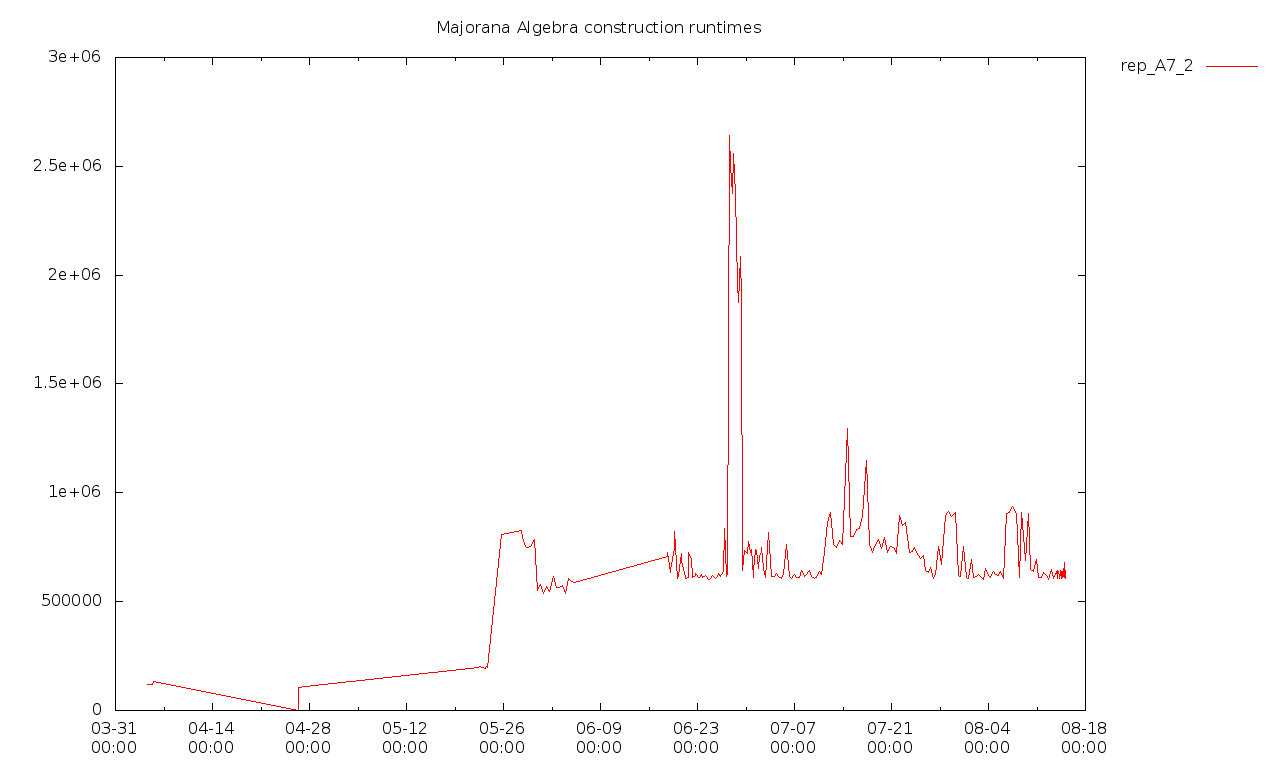 Majorana Algebra construction runtimes
rep_A7_2
3e+06
2.5e+06
2e+06
1.5e+06
1e+06
500000
0
03-31 04-14 04-28 05-12 05-26 06-09 06-23 07-07 07-21 08-04 08-18
00:00 00:00 00:00 00:00 00:00 00:00 00:00 00:00 00:00 00:00 00:00